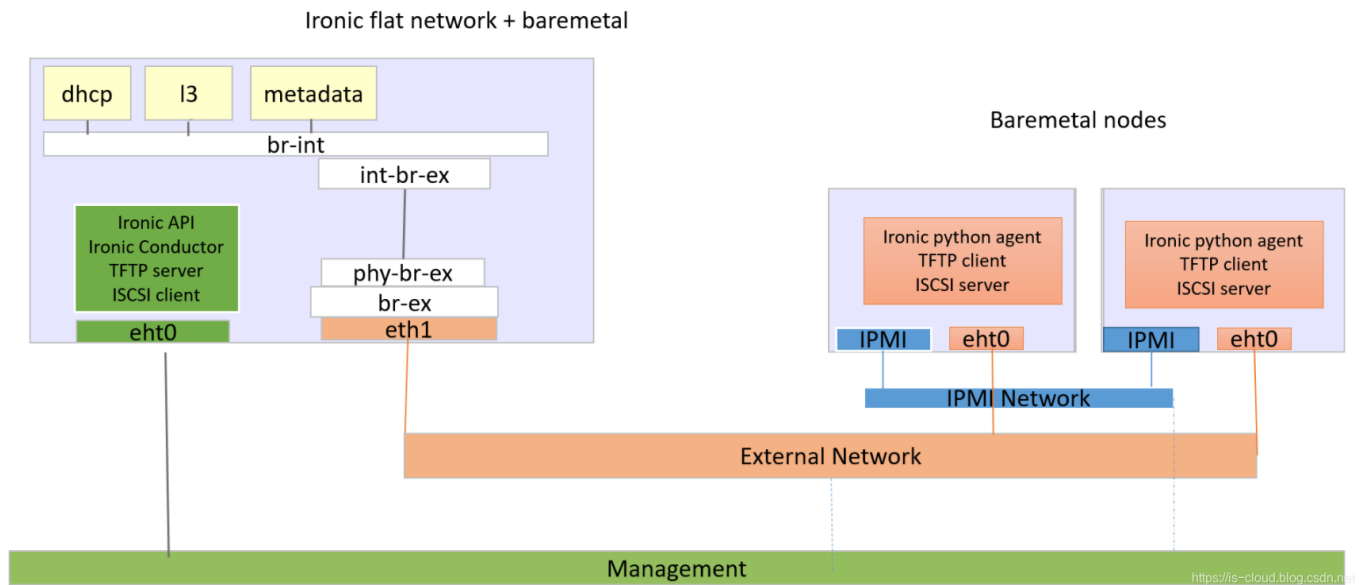 Ironic flat network + baremetal
dhcp
l3
metadata
br-int
int-br-ex
Ironic API
Ironic Conductor
TFTP server
ISCSI client
eht0
phy-br-ex
br-ex
eth1
Baremetal nodes
Ironic python agent
TFTP client
ISCSI server
IPMI
eht0
Ironic python agent
TFTP client
ISCSI server
IPMI
eht0
IPMI Network
External Network
Management
https://is-cloud.blog.csdn.net